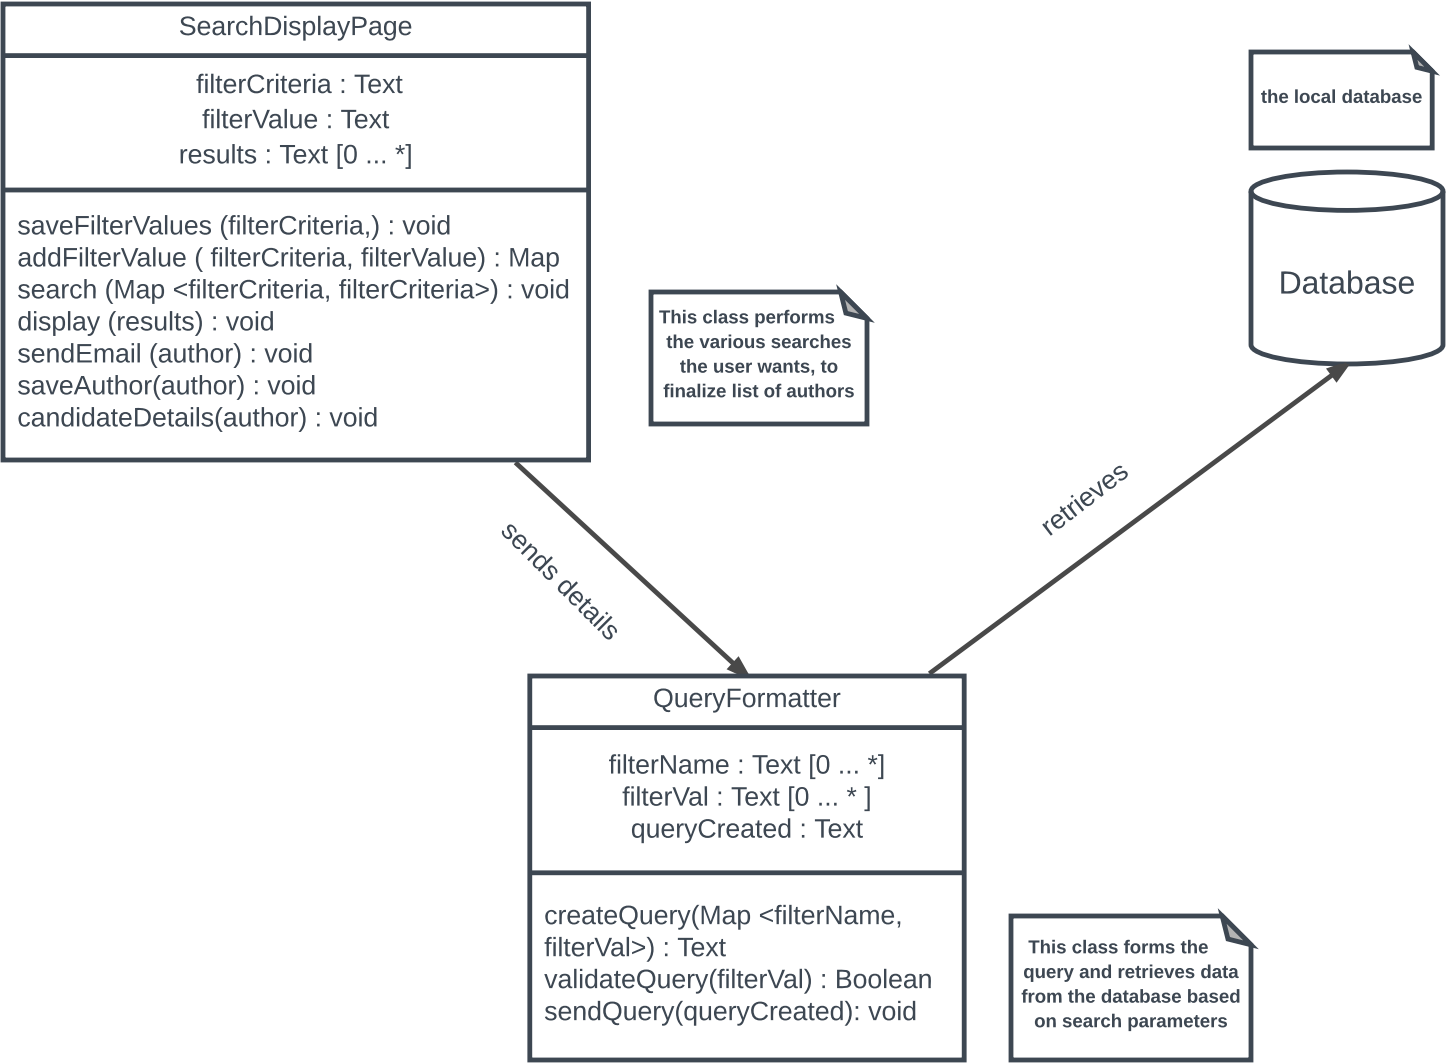 SearchDisplayPage
filterCriteria : Text
filterValue : Text
results : Text [0 ... *]
saveFilterValues (filterCriteria,) : void
addFilterValue ( filterCriteria, filterValue) : Map
search (Map <filterCriteria, filterCriteria>) : void
display (results) : void
sendEmail (author) : void
saveAuthor(author) : void
candidateDetails(author) : void
This class performs
the various searches
the user wants, to
finalize list of authors
the local database
Database
sends details
retrieves
QueryFormatter
filterName : Text [0 ... *]
filterVal : Text [0 ... * ]
queryCreated : Text
createQuery(Map <filterName,
filterVal>) : Text
validateQuery(filterVal) : Boolean
sendQuery(queryCreated): void
This class forms the
query and retrieves data
from the database based
on search parameters